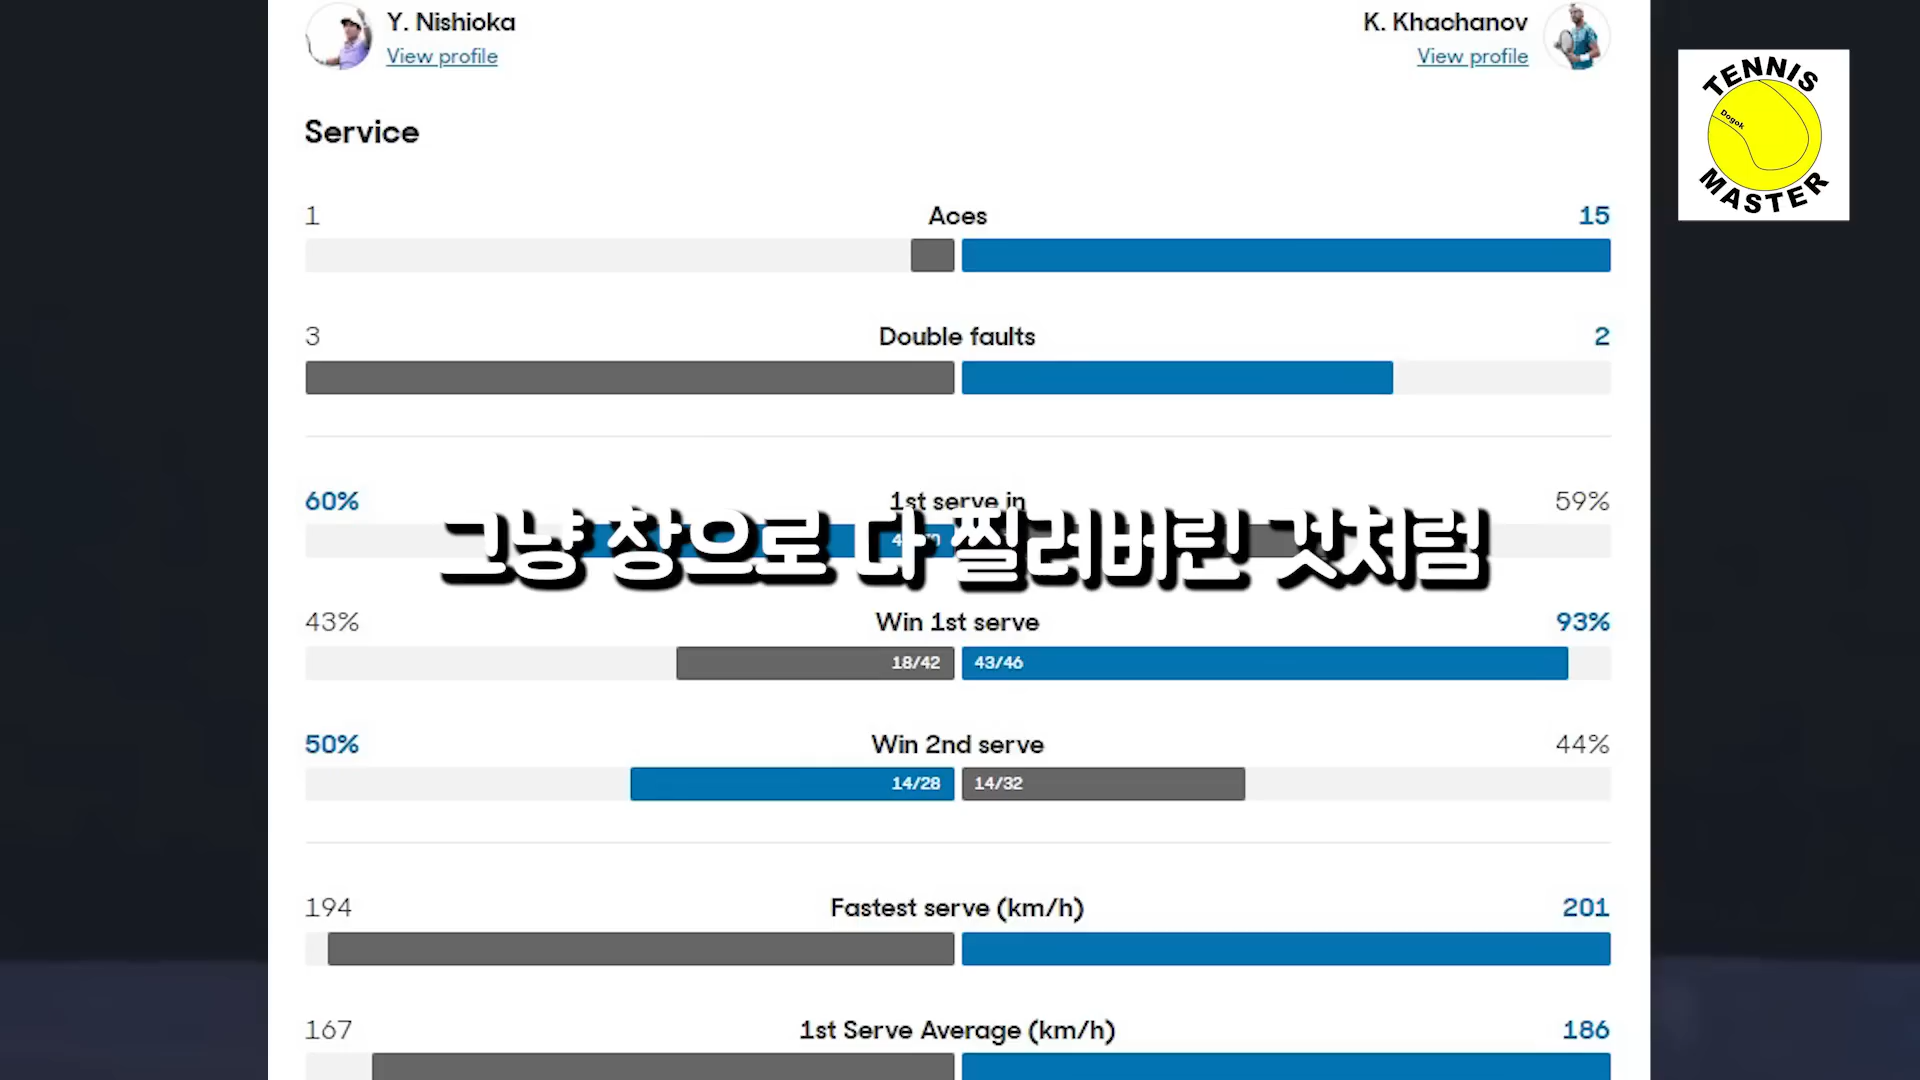 Y. Nishioka
View profile
K. Khachanov
View profile
TENNIS
Dogok
MASTER
Service
1 Aces 15
3 Double faults 2
60% 1st serve in 59%
그냥 창으로 다 찔러버린 것처럼
43% Win 1st serve 93%
18/42 43/46
50% Win 2nd serve 44%
14/28 14/32
194 Fastest serve (km/h) 201
167 1st Serve Average (km/h) 186